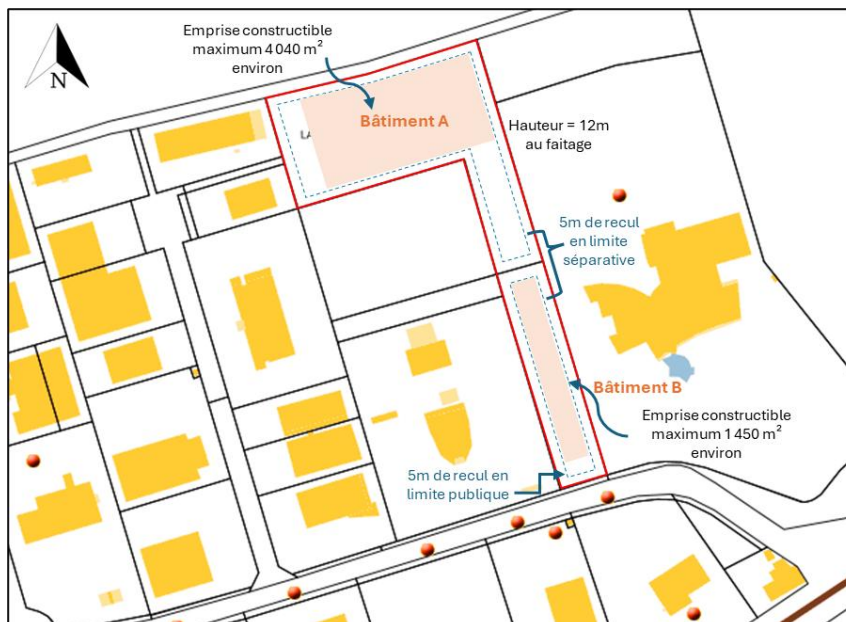 Emprise constructible
maximum 4 040 m²
environ
N
LA
Bâtiment A
Hauteur = 12m
au faitage
5m de recul
en limite
séparative
Bâtiment B
Emprise constructible
maximum 1 450 m²
environ
5m de recul en
limite publique